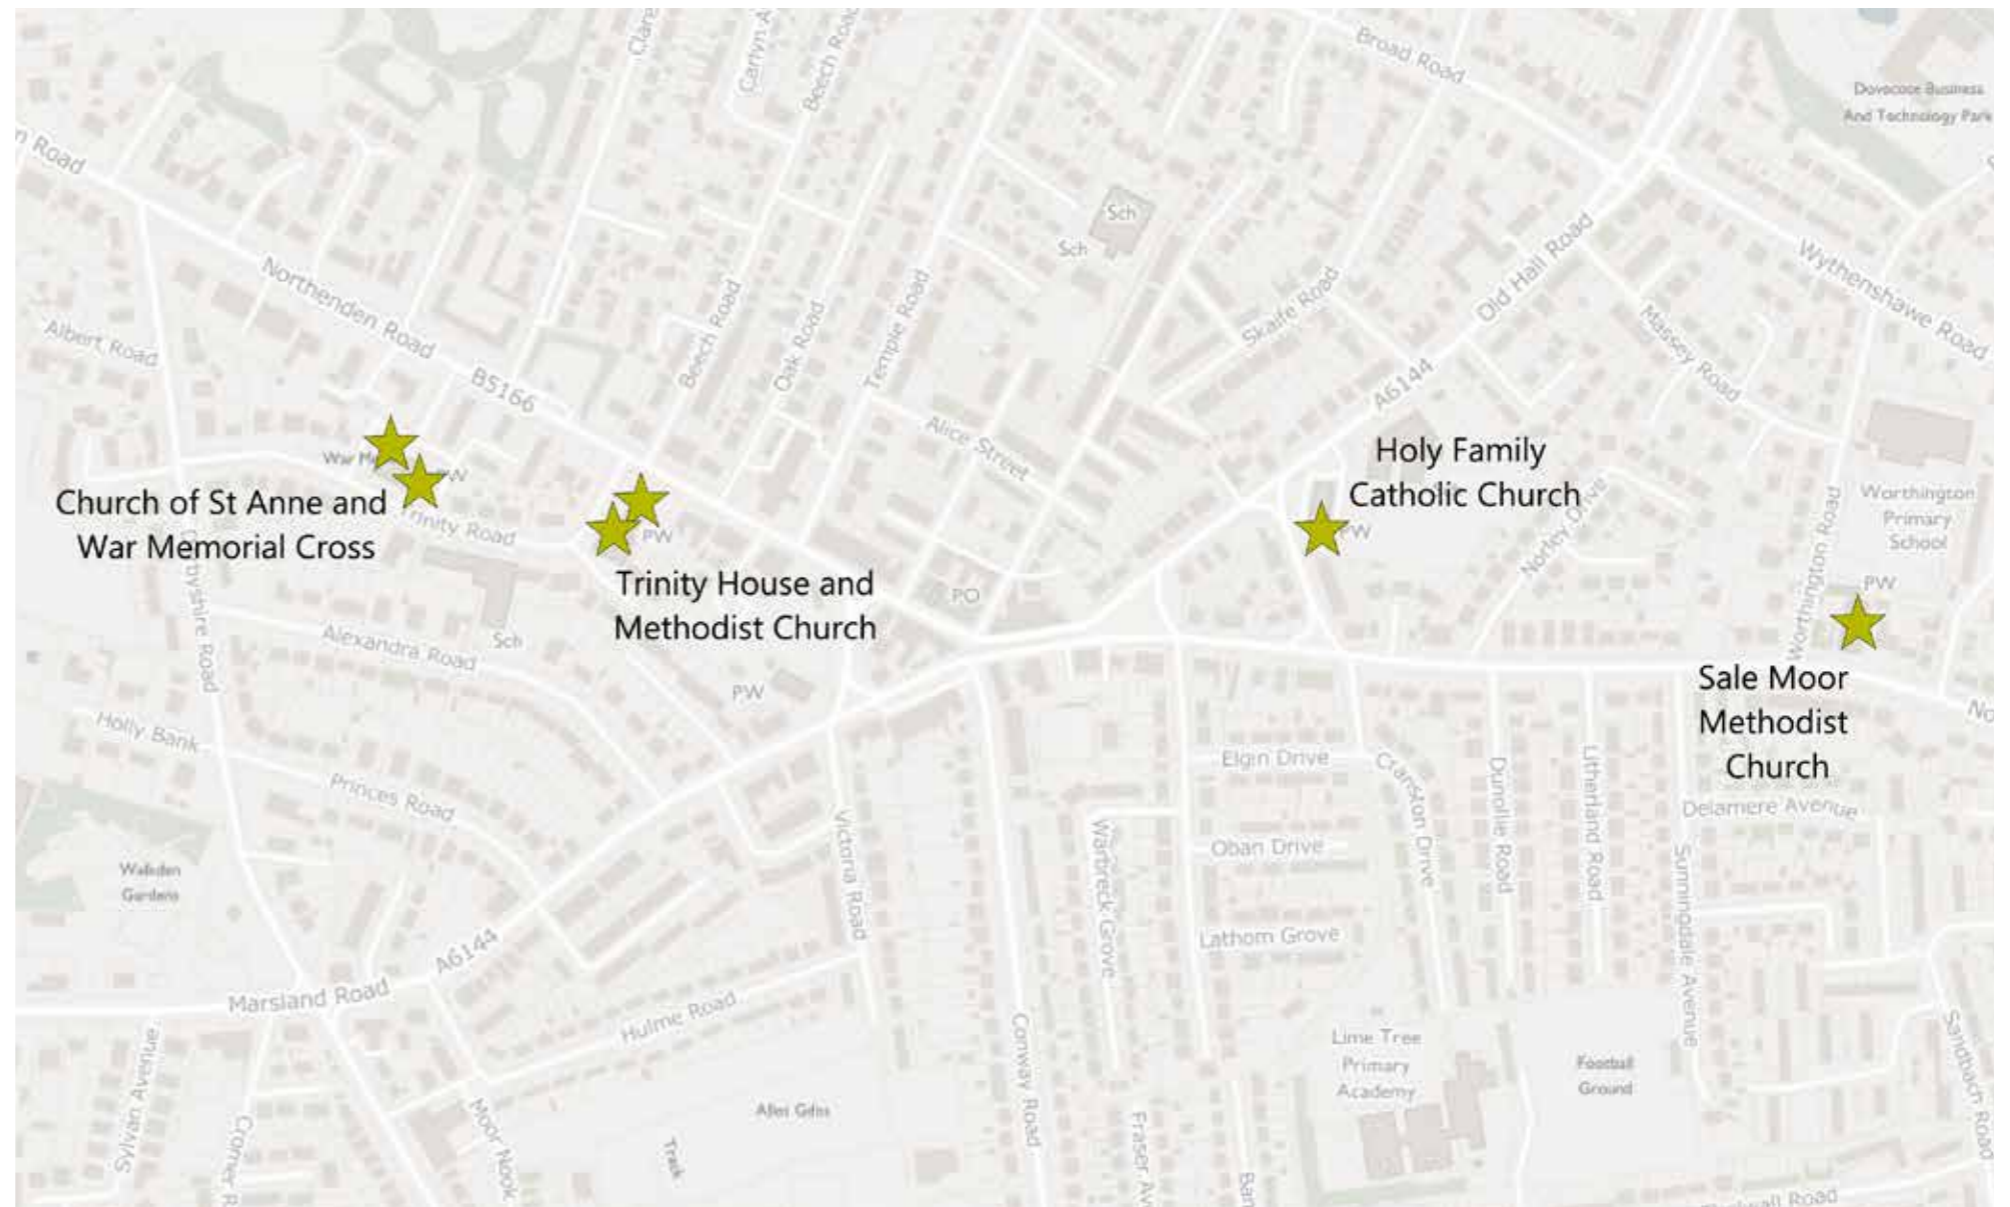 Broad Road
Beech Road
And Technology Park
Road
Sch
Sch
Northenden Road
Old Hall Road
Wythenshawe Road
Albert Road
Beech Road
Oak Road
Temple Road
Skaife Road
Massey Road
B5166
A6144
Alice Street
Holy Family
Catholic Church
PW
Norley Drive
Worthington Road
Worthington
Primary
School
PW
Church of St Anne and
War Memorial Cross
Trinity Road
PW
Trinity House and
Methodist Church
PO
Sch
Alexandra Road
PW
Sale Moor
Methodist
Church
Holly Bank
Princes Road
Elgin Drive
Cranston Drive
Dunollie Road
Litherland Road
Delamere Avenue
Victoria Road
Warbreck Grove
Oban Drive
Sunningdale Avenue
Gardens
A6144
Lathom Grove
Marsland Road
Hulme Road
Conway Road
Lime Tree
Primary
Academy
Football
Ground
Sandbach Road
Sylvan Avenue
Moor Nook
Allot Gdns
Track
Road